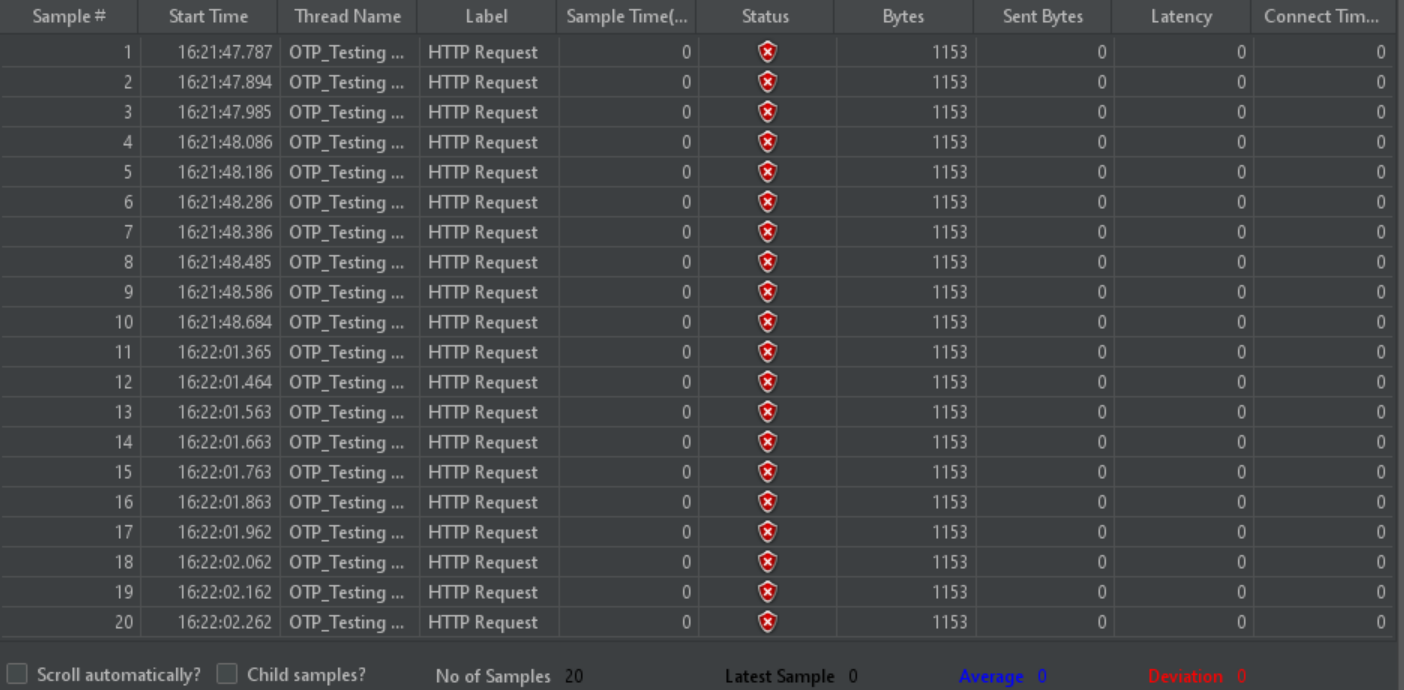 Sample # Start Time Thread Name Label Sample Time(... Status Bytes Sent Bytes Latency Connect Tim...
1 16:21:47.787 OTP_Testing ... HTTP Request 0 1153 0 0 0
2 16:21:47.894 OTP_Testing ... HTTP Request 0 1153 0 0 0
3 16:21:47.985 OTP_Testing ... HTTP Request 0 1153 0 0 0
4 16:21:48.086 OTP_Testing ... HTTP Request 0 1153 0 0 0
5 16:21:48.186 OTP_Testing ... HTTP Request 0 1153 0 0 0
6 16:21:48.286 OTP_Testing ... HTTP Request 0 1153 0 0 0
7 16:21:48.386 OTP_Testing ... HTTP Request 0 1153 0 0 0
8 16:21:48.485 OTP_Testing ... HTTP Request 0 1153 0 0 0
9 16:21:48.586 OTP_Testing ... HTTP Request 0 1153 0 0 0
10 16:21:48.684 OTP_Testing ... HTTP Request 0 1153 0 0 0
11 16:22:01.365 OTP_Testing ... HTTP Request 0 1153 0 0 0
12 16:22:01.464 OTP_Testing ... HTTP Request 0 1153 0 0 0
13 16:22:01.563 OTP_Testing ... HTTP Request 0 1153 0 0 0
14 16:22:01.663 OTP_Testing ... HTTP Request 0 1153 0 0 0
15 16:22:01.763 OTP_Testing ... HTTP Request 0 1153 0 0 0
16 16:22:01.863 OTP_Testing ... HTTP Request 0 1153 0 0 0
17 16:22:01.962 OTP_Testing ... HTTP Request 0 1153 0 0 0
18 16:22:02.062 OTP_Testing ... HTTP Request 0 1153 0 0 0
19 16:22:02.162 OTP_Testing ... HTTP Request 0 1153 0 0 0
20 16:22:02.262 OTP_Testing ... HTTP Request 0 1153 0 0 0
Scroll automatically? Child samples? No of Samples 20 Latest Sample 0 Average 0 Deviation 0